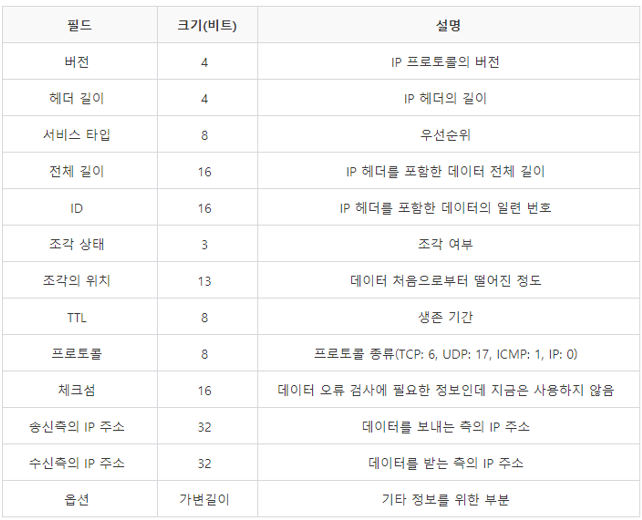 필드 크기(비트) 설명
버전 4 IP 프로토콜의 버전
헤더 길이 4 IP 헤더의 길이
서비스 타입 8 우선순위
전체 길이 16 IP 헤더를 포함한 데이터 전체 길이
ID 16 IP 헤더를 포함한 데이터의 일련 번호
조각 상태 3 조각 여부
조각의 위치 13 데이터 처음으로부터 떨어진 정도
TTL 8 생존 기간
프로토콜 8 프로토콜 종류(TCP: 6, UDP: 17, ICMP: 1, IP: 0)
체크섬 16 데이터 오류 검사에 필요한 정보인데 지금은 사용하지 않음
송신측의 IP 주소 32 데이터를 보내는 측의 IP 주소
수신측의 IP 주소 32 데이터를 받는 측의 IP 주소
옵션 가변길이 기타 정보를 위한 부분